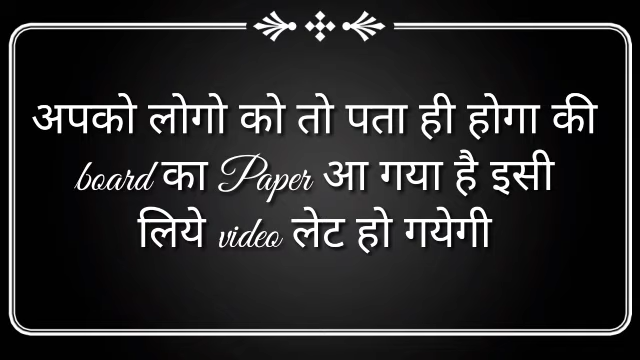 अपको लोगो को तो पता ही होगा की
board का Paper आ गया है इसी
लिये video लेट हो गयेगी